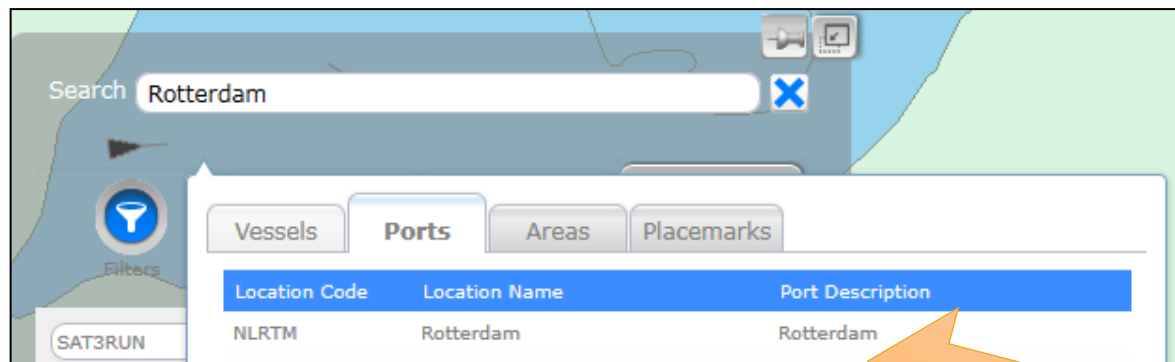 Search Rotterdam
Vessels Ports Areas Placemarks
Filters
Location Code Location Name Port Description
NLRTM Rotterdam Rotterdam
SAT3RUN